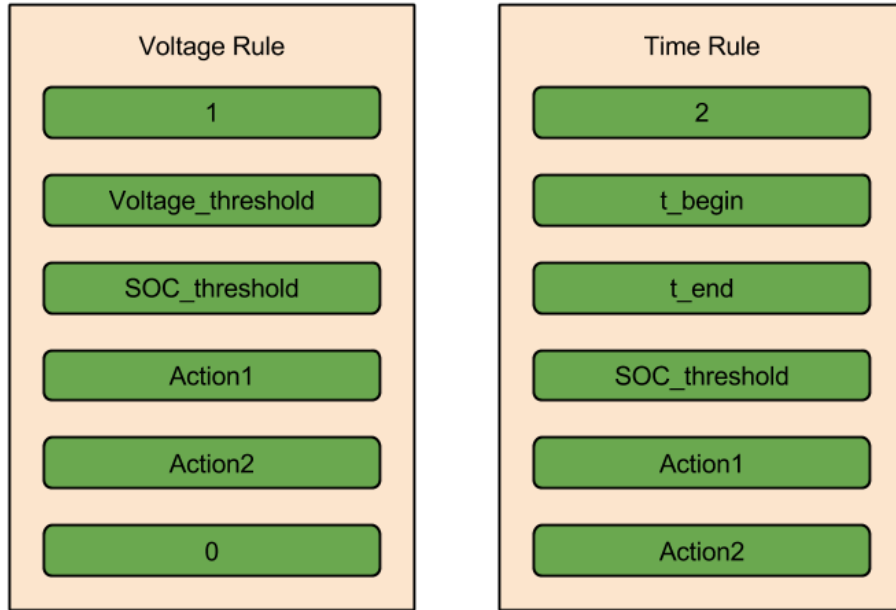 Voltage Rule
1
Voltage_threshold
SOC_threshold
Action1
Action2
0
Time Rule
2
t_begin
t_end
SOC_threshold
Action1
Action2